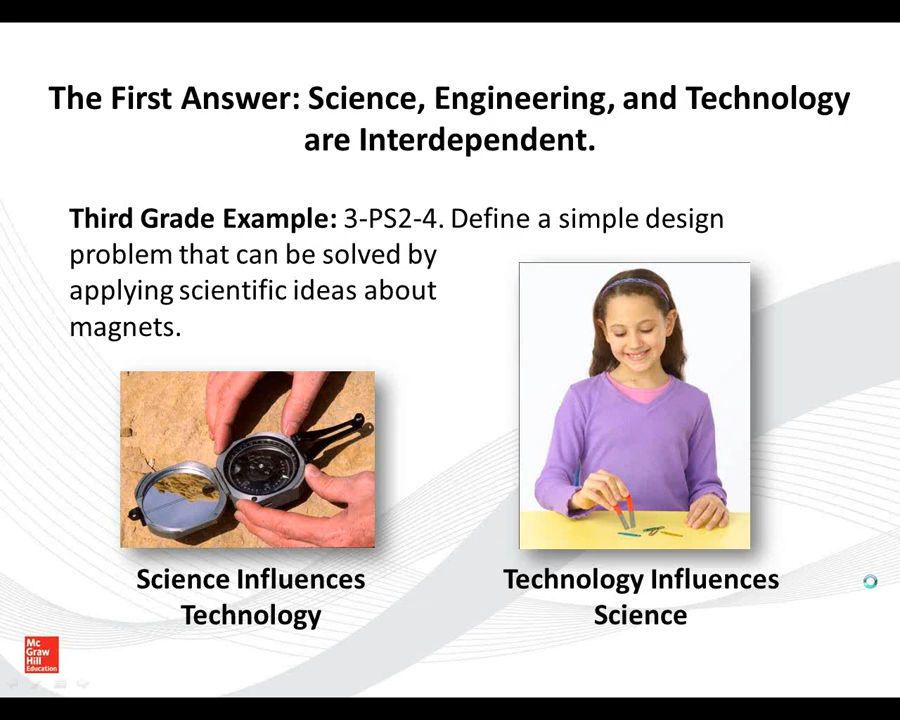 The First Answer: Science, Engineering, and Technology
are Interdependent.
Third Grade Example: 3-PS2-4. Define a simple design
problem that can be solved by
applying scientific ideas about
magnets.
Science Influences
Technology
Technology Influences
Science
Mc
Graw
Hill
Education